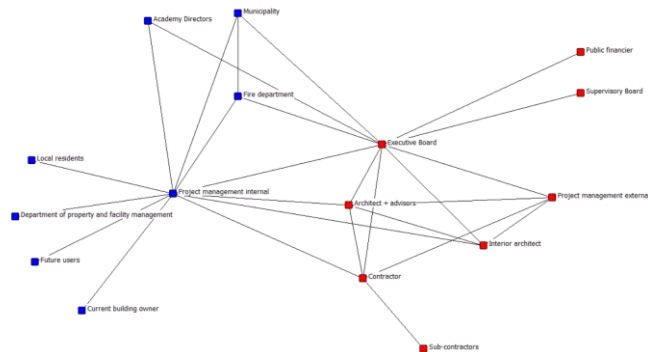 Municipality
Academy Directors
Public financier
Supervisory Board
Fire department
Executive Board
Local residents
Project management internal
Project management external
Architect + advisors
Department of property and facility management
Interior architect
Future users
Contractor
Current building owner
Sub-contractors